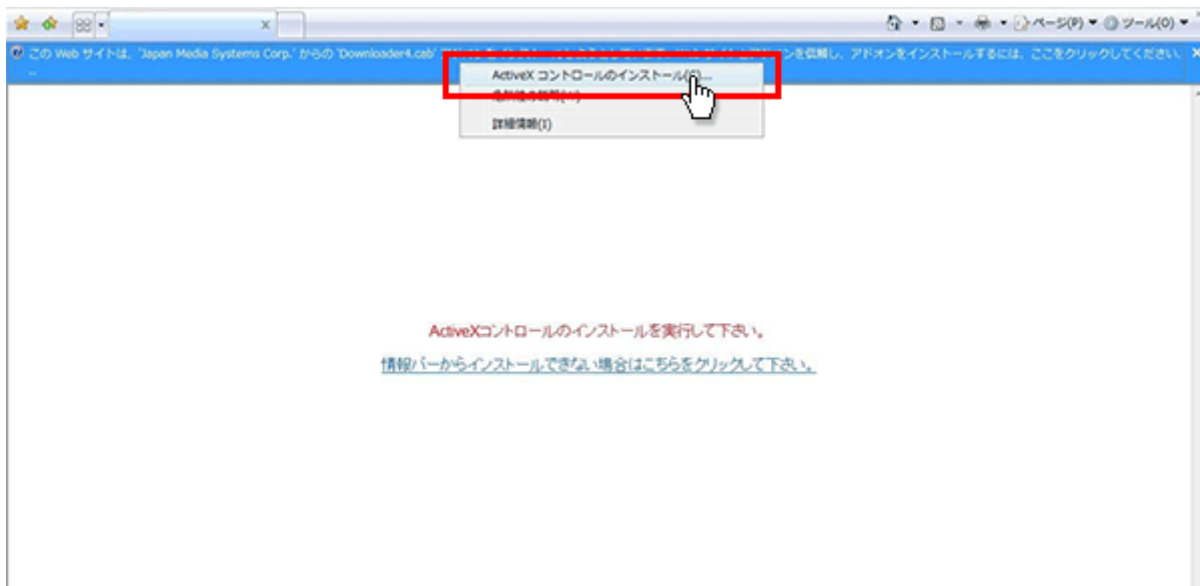 ページ(P) ツール(O)
この Web サイトは、'Japan Media Systems Corp.' からの 'Downloader4.cab' を信頼し、アドオンをインストールするには、ここをクリックしてください。
...
ActiveX コントロールのインストール(C)...
詳細情報(I)
ActiveXコントロールのインストールを実行して下さい。
情報バーからインストールできない場合はこちらをクリックして下さい。